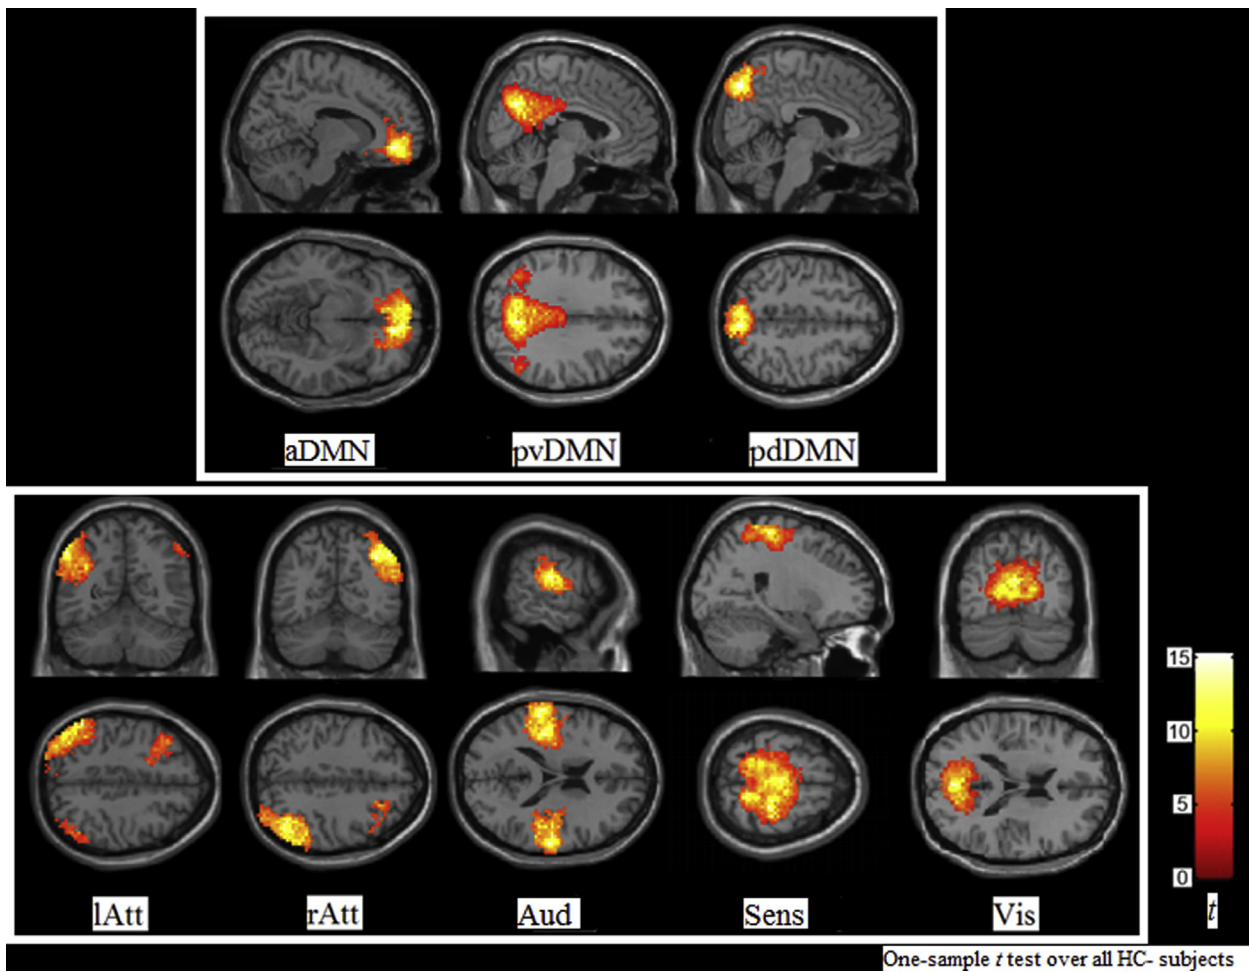 aDMN pvDMN pdDMN
15
10
5
0
lAtt rAtt Aud Sens Vis t
One-sample t test over all HC- subjects